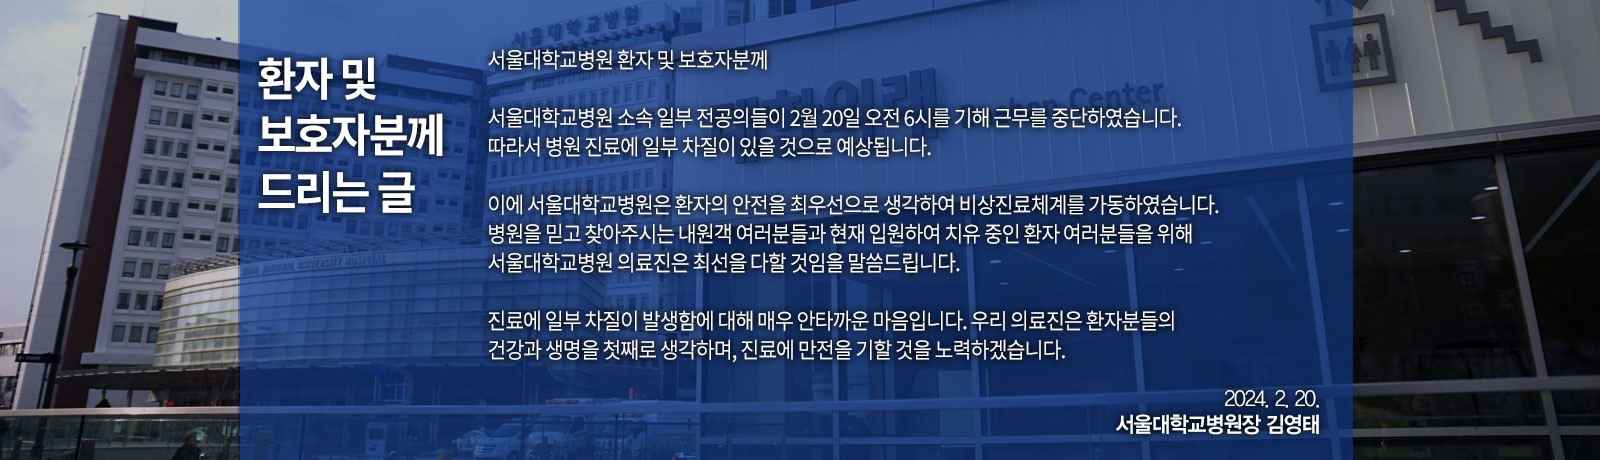 환자 및
보호자분께
드리는 글
서울대학교병원 환자 및 보호자분께
서울대학교병원 소속 일부 전공의들이 2월 20일 오전 6시를 기해 근무를 중단하였습니다.
따라서 병원 진료에 일부 차질이 있을 것으로 예상됩니다.
이에 서울대학교병원은 환자의 안전을 최우선으로 생각하여 비상진료체계를 가동하였습니다.
병원을 믿고 찾아주시는 내원객 여러분들과 현재 입원하여 치유 중인 환자 여러분들을 위해
서울대학교병원 의료진은 최선을 다할 것임을 말씀드립니다.
진료에 일부 차질이 발생함에 대해 매우 안타까운 마음입니다. 우리 의료진은 환자분들의
건강과 생명을 첫째로 생각하며, 진료에 만전을 기할 것을 노력하겠습니다.
2024. 2. 20.
서울대학교병원장 김영태
서울대학교병원
SEOUL NATIONAL UNIVERSITY HOSPITAL
Center